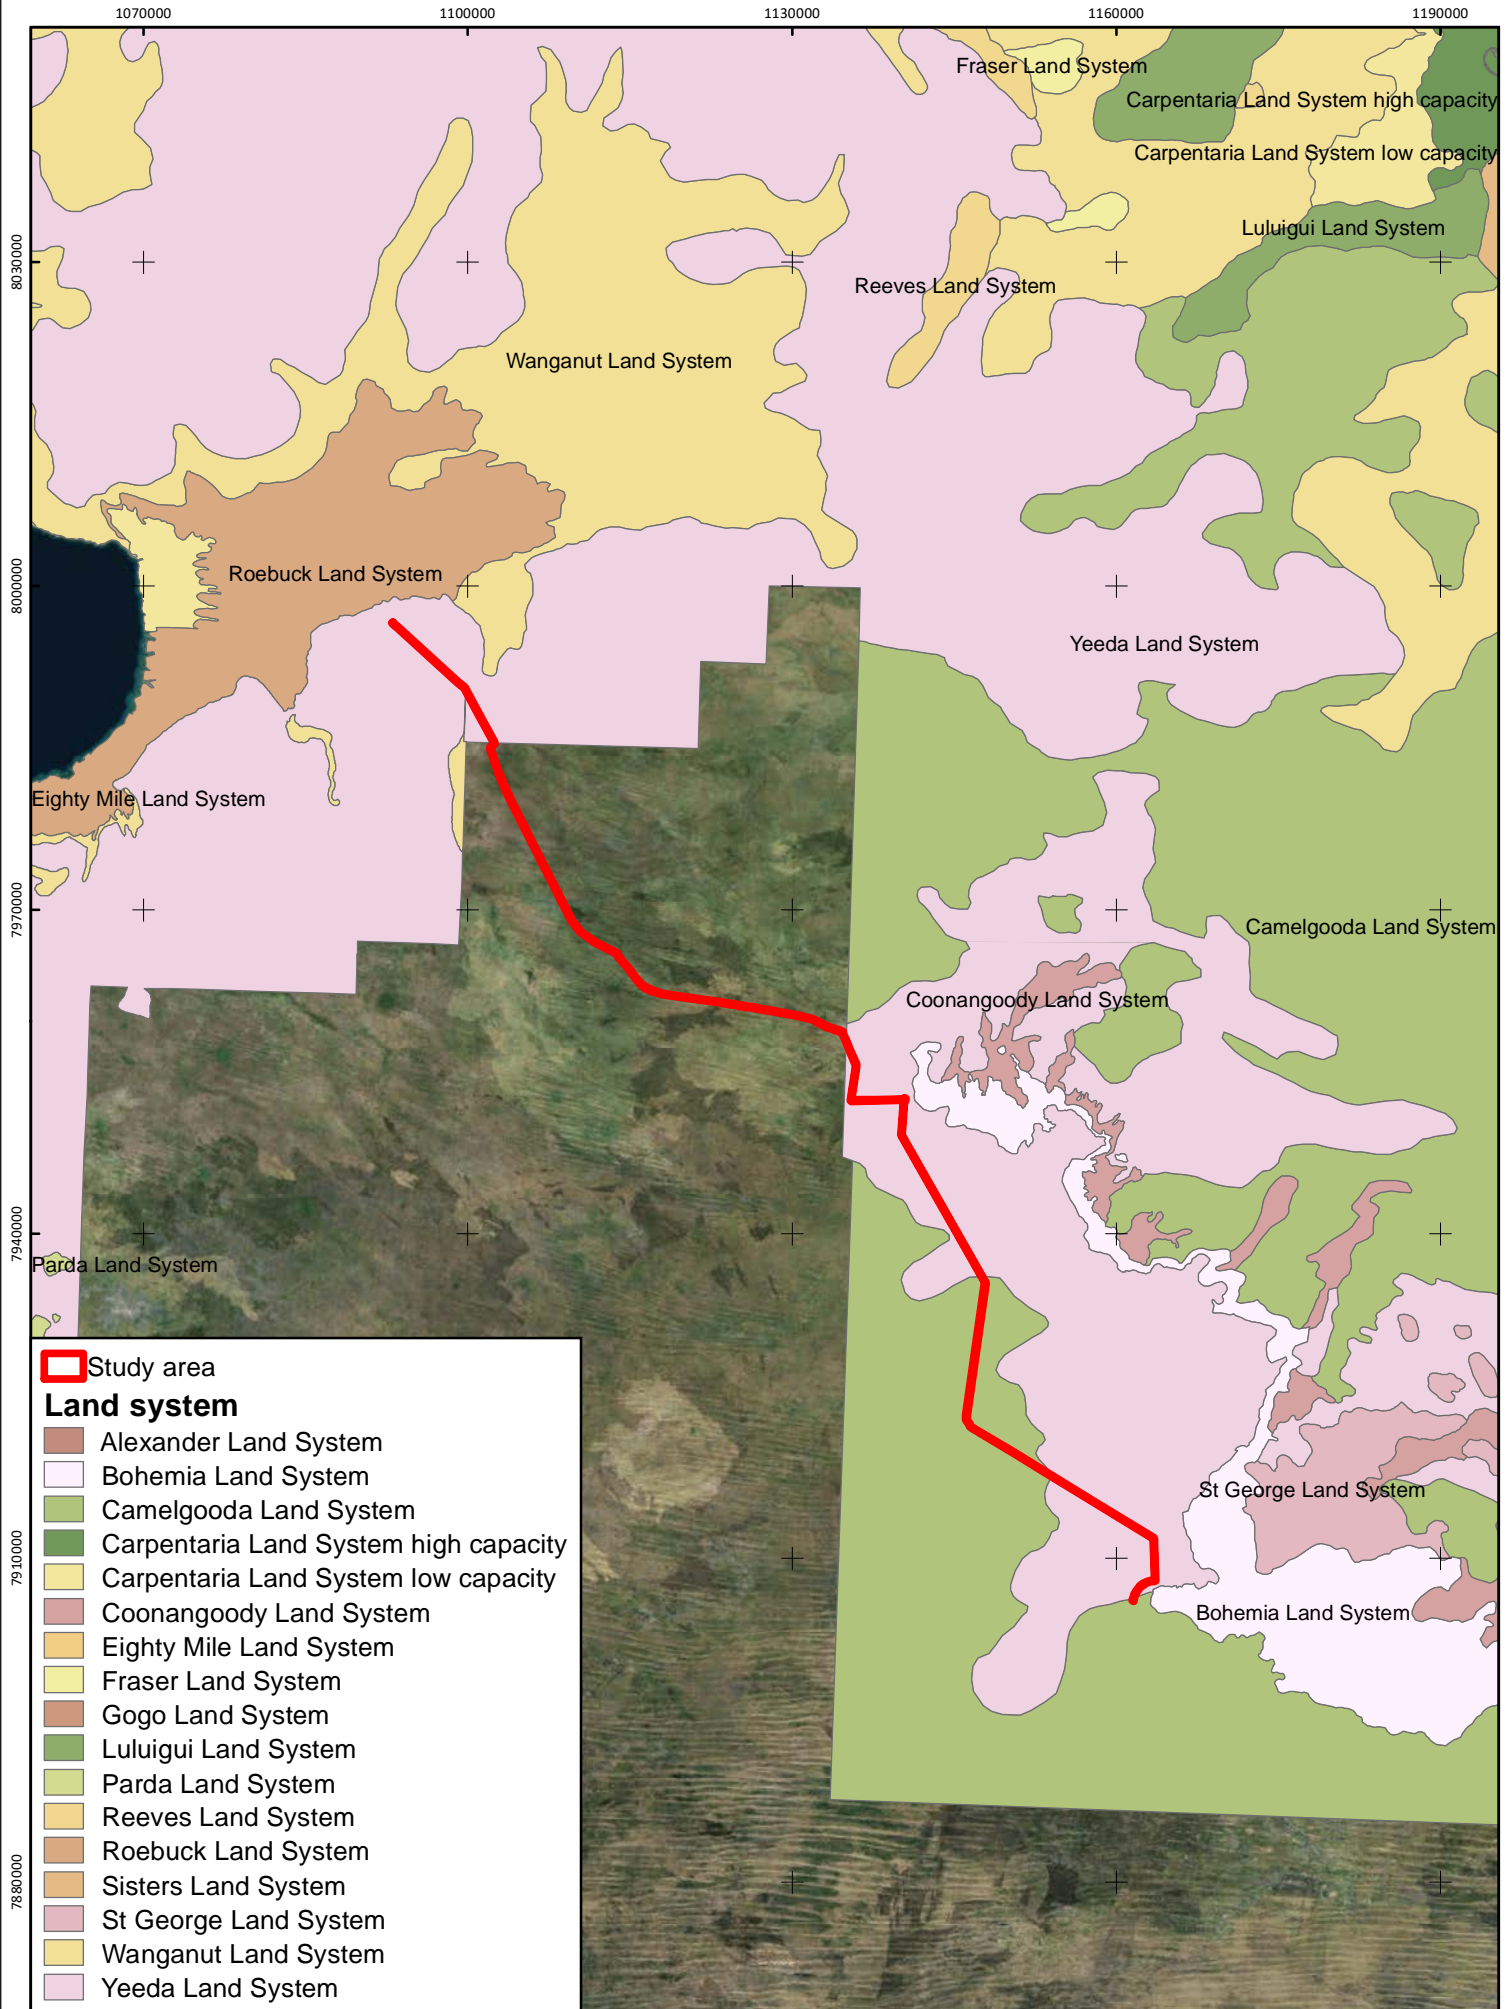 1070000 1100000 1130000 1160000 1190000
Fraser Land System
Carpentaria Land System high capacity
Carpentaria Land System low capacity
Luluigui Land System
8030000
Reeves Land System
Wanganut Land System
Roebuck Land System
8000000
Yeeda Land System
Eighty Mile Land System
7970000
Camelgooda Land System
Coonangoody Land System
7940000
Parda Land System
St George Land System
7910000
Bohemia Land System
7880000
Study area
Land system
Alexander Land System
Bohemia Land System
Camelgooda Land System
Carpentaria Land System high capacity
Carpentaria Land System low capacity
Coonangoody Land System
Eighty Mile Land System
Fraser Land System
Gogo Land System
Luluigui Land System
Parda Land System
Reeves Land System
Roebuck Land System
Sisters Land System
St George Land System
Wanganut Land System
Yeeda Land System